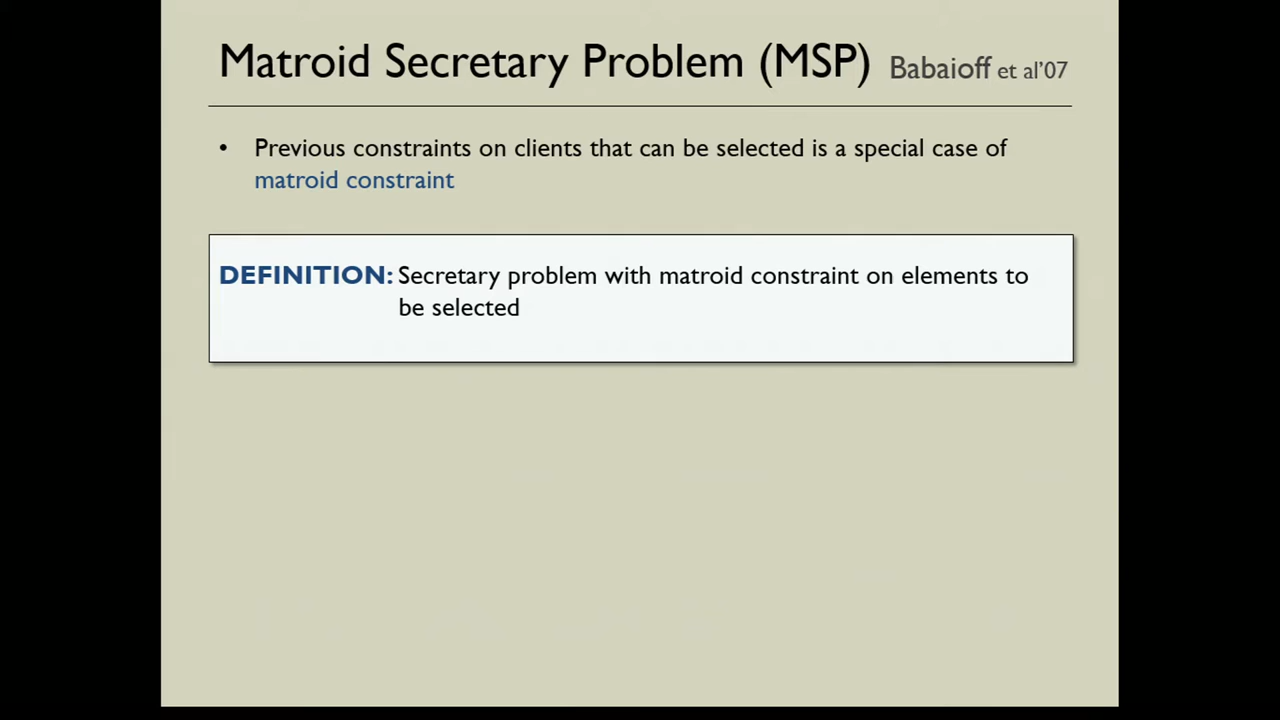 Matroid Secretary Problem (MSP) Babaioff et al'07
• Previous constraints on clients that can be selected is a special case of
matroid constraint
DEFINITION: Secretary problem with matroid constraint on elements to
be selected